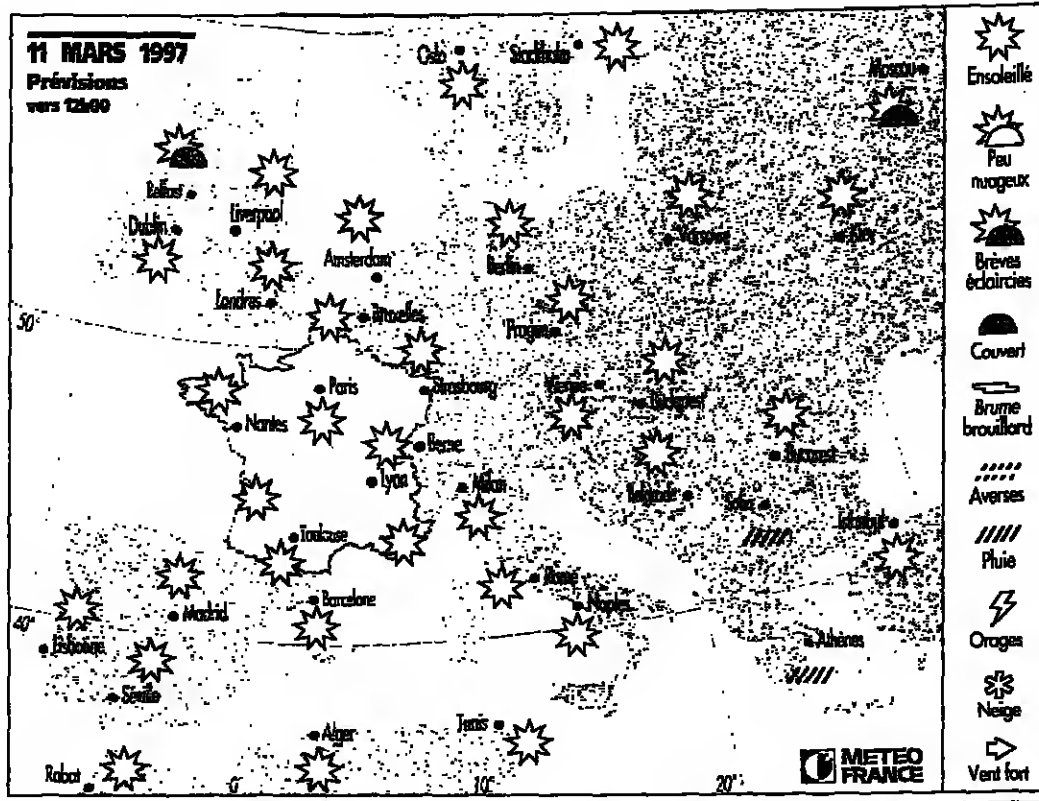 11 MARS 1997
Prévisions
vers 12h00
Oslo
Stockholm
Moscou
Belfast
Liverpool
Dublin
Varsovie
Kiev
Amsterdam
Berlin
Londres
Bruxelles
50°
Prague
Paris
Strasbourg
Vienne
Budapest
Nantes
Berne
Bucarest
Lyon
Milan
Belgrade
Sofia
Istanbul
Toulouse
Rome
Barcelone
Naples
40°
Madrid
Lisbonne
Athènes
Séville
Alger
Tunis
Rabat
0°
10°
20°
METEO
FRANCE
Ensoleillé
Peu
nuageux
Brèves
éclaircies
Couvert
Brume
brouillard
Averses
Pluie
Orages
Neige
Vent fort